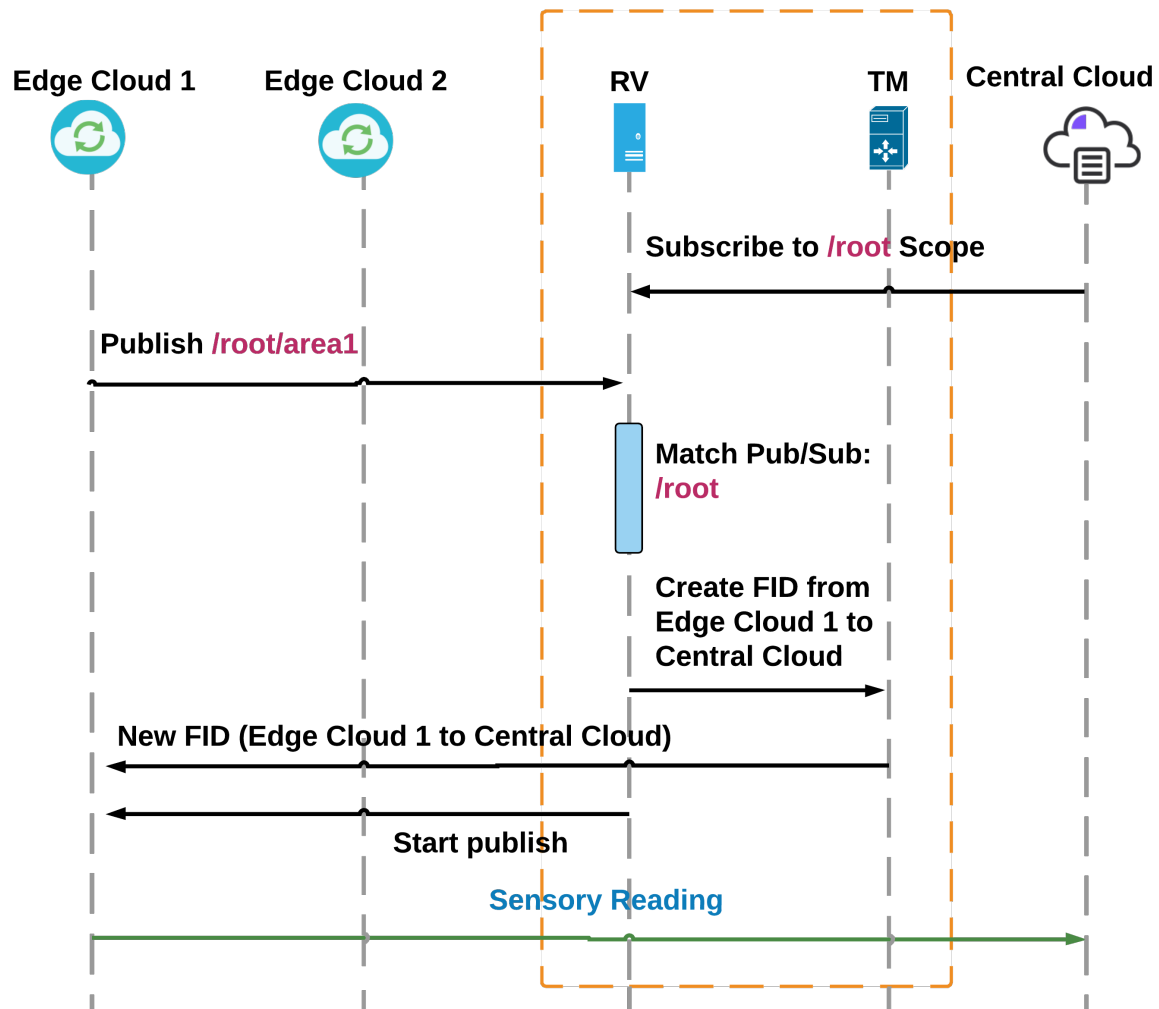 Edge Cloud 1
Edge Cloud 2
RV
TM
Central Cloud
Subscribe to /root Scope
Publish /root/area1
Match Pub/Sub:
/root
Create FID from
Edge Cloud 1 to
Central Cloud
New FID (Edge Cloud 1 to Central Cloud)
Start publish
Sensory Reading